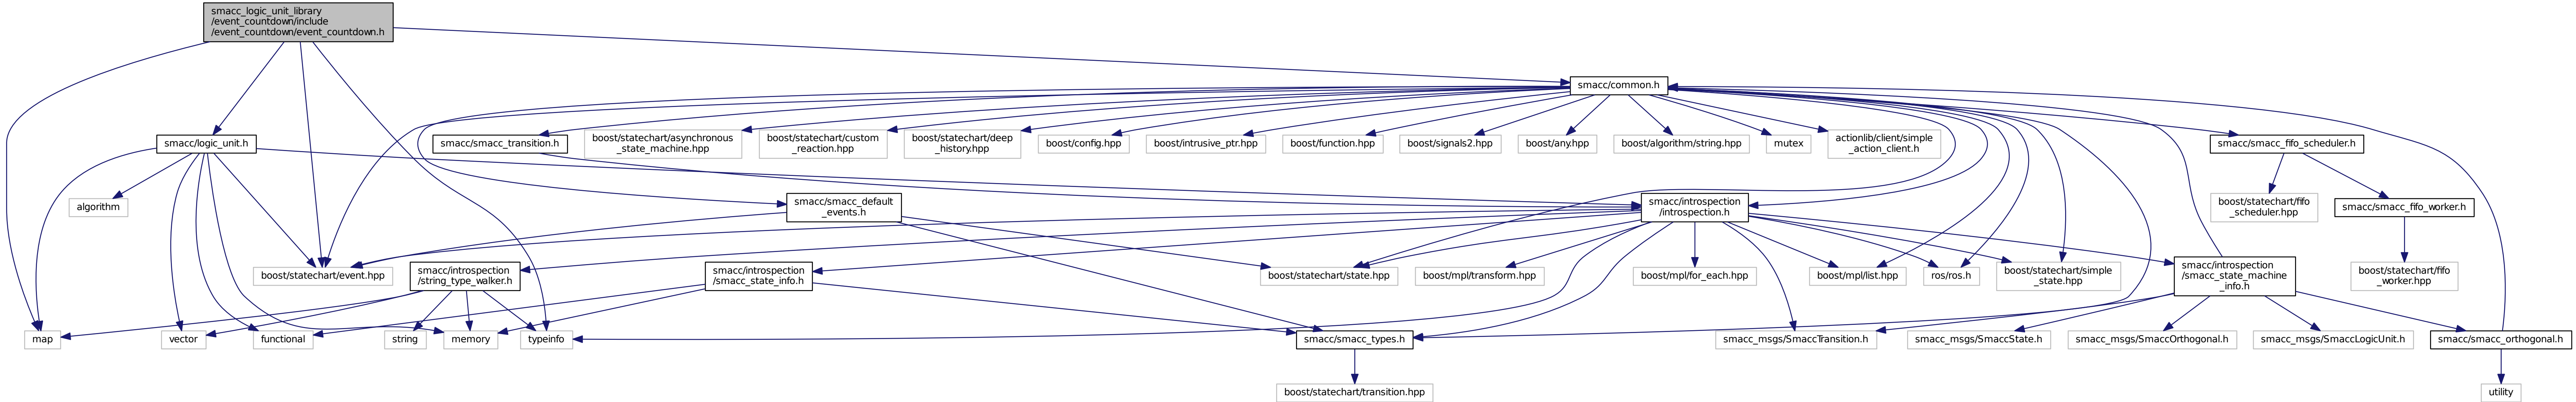 smacc_logic_unit_library
/event_countdown/include
/event_countdown/event_countdown.h
smacc/common.h
smacc/logic_unit.h
smacc/smacc_transition.h
boost/statechart/asynchronous
_state_machine.hpp
boost/statechart/custom
_reaction.hpp
boost/statechart/deep
_history.hpp
boost/config.hpp
boost/intrusive_ptr.hpp
boost/function.hpp
boost/signals2.hpp
boost/any.hpp
boost/algorithm/string.hpp
mutex
actionlib/client/simple
_action_client.h
smacc/smacc_fifo_scheduler.h
algorithm
smacc/smacc_default
_events.h
smacc/introspection
/introspection.h
boost/statechart/fifo
_scheduler.hpp
smacc/smacc_fifo_worker.h
boost/statechart/event.hpp
smacc/introspection
/string_type_walker.h
smacc/introspection
/smacc_state_info.h
boost/statechart/state.hpp
boost/mpl/transform.hpp
boost/mpl/for_each.hpp
boost/mpl/list.hpp
ros/ros.h
boost/statechart/simple
_state.hpp
smacc/introspection
/smacc_state_machine
_info.h
boost/statechart/fifo
_worker.hpp
map
vector
functional
string
memory
typeinfo
smacc/smacc_types.h
smacc_msgs/SmaccTransition.h
smacc_msgs/SmaccState.h
smacc_msgs/SmaccOrthogonal.h
smacc_msgs/SmaccLogicUnit.h
smacc/smacc_orthogonal.h
boost/statechart/transition.hpp
utility